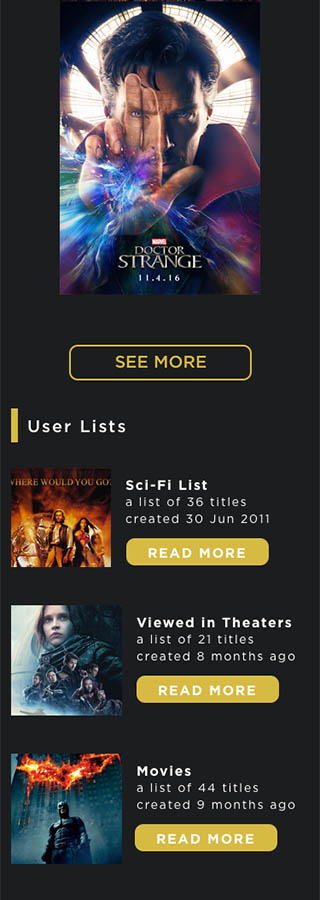 MARVEL
DOCTOR
STRANGE
11.4.16
SEE MORE
User Lists
WHERE WOULD YOU GO?
Sci-Fi List
a list of 36 titles
created 30 Jun 2011
READ MORE
Viewed in Theaters
a list of 21 titles
created 8 months ago
READ MORE
Movies
a list of 44 titles
created 9 months ago
READ MORE